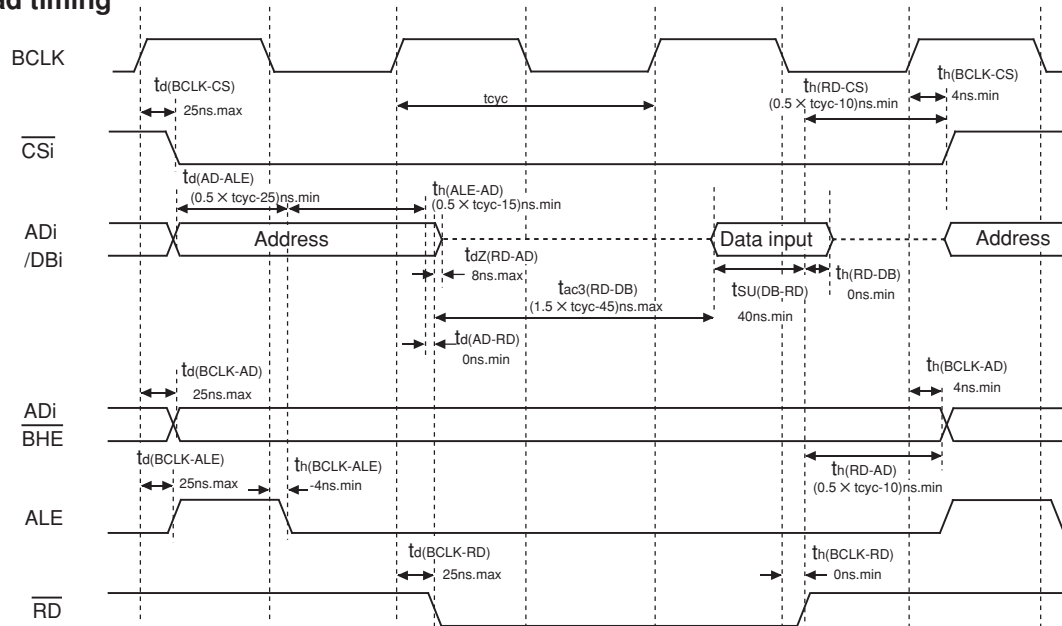 ad timing
BCLK
td(BCLK-CS)
25ns.max
tcyc
th(RD-CS)
(0.5 × tcyc-10)ns.min
th(BCLK-CS)
4ns.min
CSi
td(AD-ALE)
(0.5 × tcyc-25)ns.min
th(ALE-AD)
(0.5 × tcyc-15)ns.min
ADi
/DBi
Address
Data input
Address
tdZ(RD-AD)
8ns.max
th(RD-DB)
0ns.min
tac3(RD-DB)
(1.5 × tcyc-45)ns.max
tSU(DB-RD)
40ns.min
td(AD-RD)
0ns.min
td(BCLK-AD)
25ns.max
th(BCLK-AD)
4ns.min
ADi
BHE
td(BCLK-ALE)
25ns.max
th(BCLK-ALE)
-4ns.min
th(RD-AD)
(0.5 × tcyc-10)ns.min
ALE
td(BCLK-RD)
25ns.max
th(BCLK-RD)
0ns.min
RD